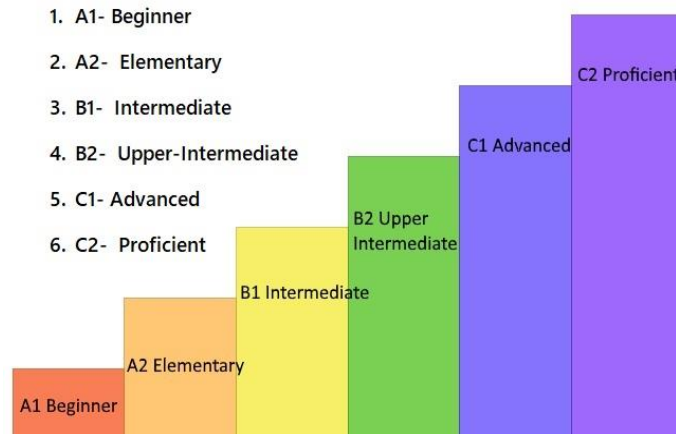 1. A1- Beginner
2. A2- Elementary
3. B1- Intermediate
4. B2- Upper-Intermediate
5. C1- Advanced
6. C2- Proficient
A1 Beginner
A2 Elementary
B1 Intermediate
B2 Upper
Intermediate
C1 Advanced
C2 Proficient